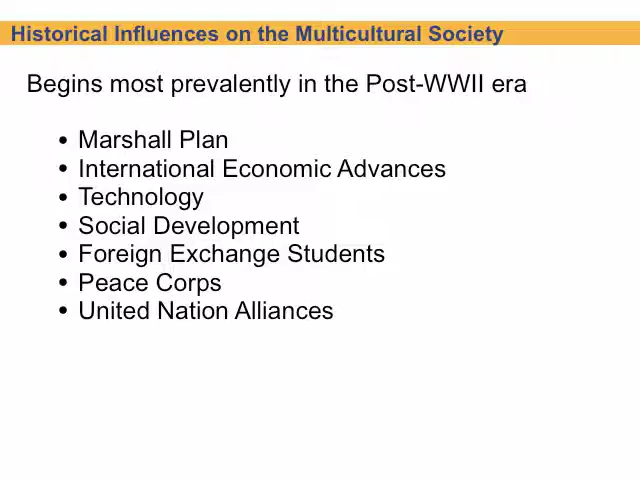 Historical Influences on the Multicultural Society
Begins most prevalently in the Post-WWII era
• Marshall Plan
• International Economic Advances
• Technology
• Social Development
• Foreign Exchange Students
• Peace Corps
• United Nation Alliances